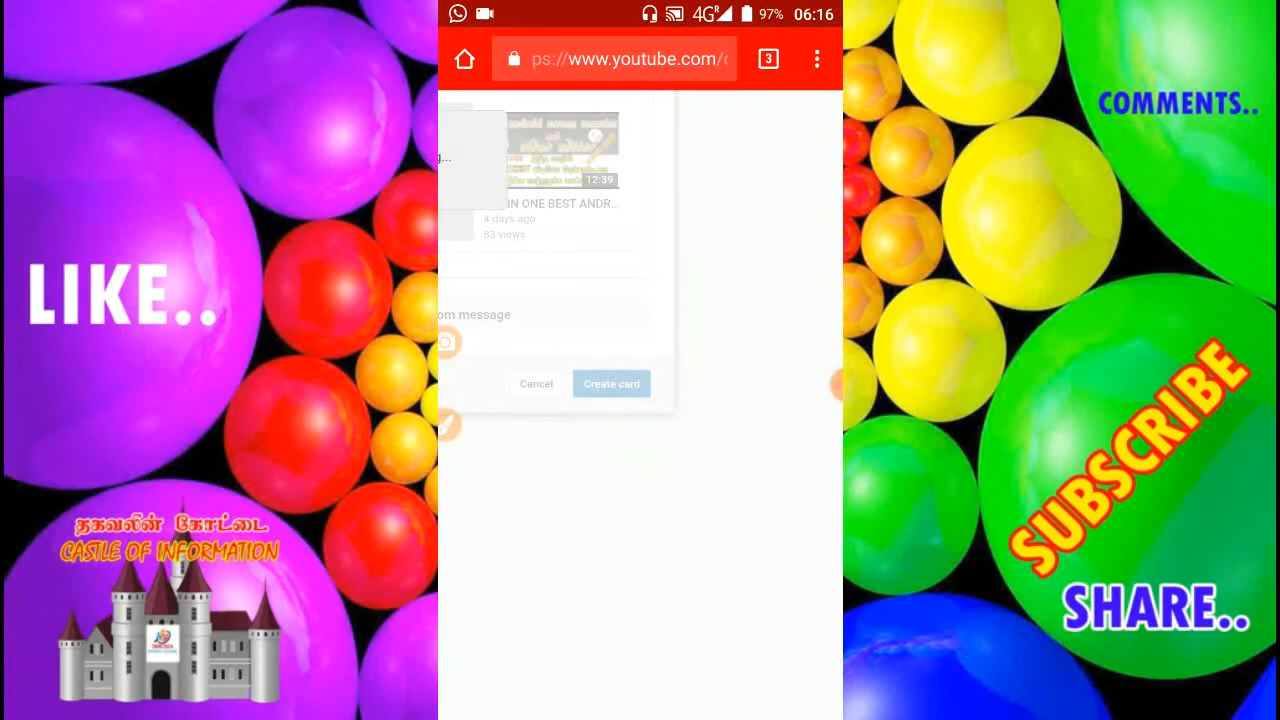 4G R 97% 06:16
ps://www.youtube.com/
3
COMMENTS..
g...
12:39
IN ONE BEST ANDR...
4 days ago
83 views
LIKE..
om message
Cancel
Create card
SUBSCRIBE
தகவலின் கோட்டை
CASTLE OF INFORMATION
SHARE..